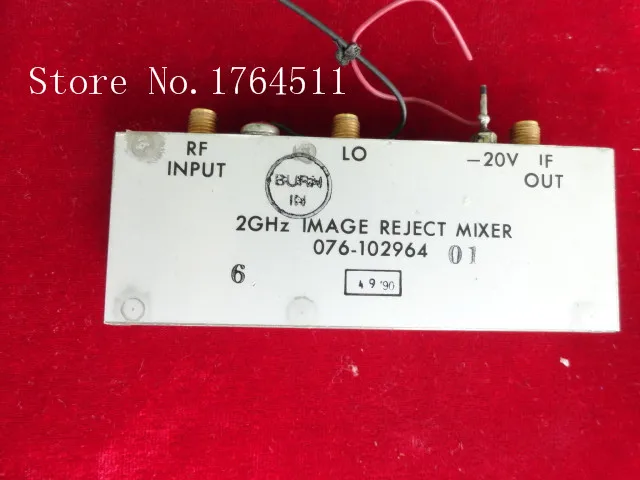 Store No.1764511
RF
INPUT
LO
−20V
IF
OUT
BURN
IN
2GHz IMAGE REJECT MIXER
076-102964 01
6
4 9 '90